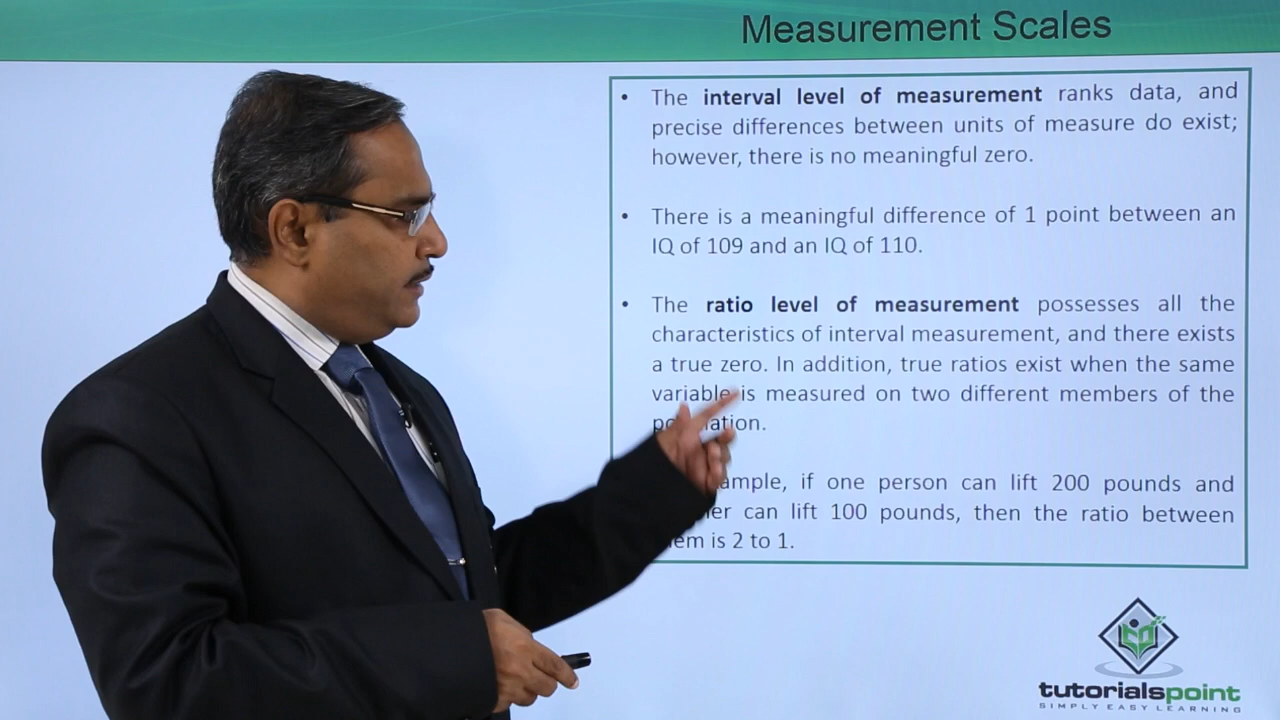 Measurement Scales
• The interval level of measurement ranks data, and
precise differences between units of measure do exist;
however, there is no meaningful zero.
• There is a meaningful difference of 1 point between an
IQ of 109 and an IQ of 110.
• The ratio level of measurement possesses all the
characteristics of interval measurement, and there exists
a true zero. In addition, true ratios exist when the same
variable is measured on two different members of the
if one person can lift 200 pounds and
can lift 100 pounds, then the ratio between
is 2 to 1.
tutorialspoint
SIMPLY EASY LEARNING